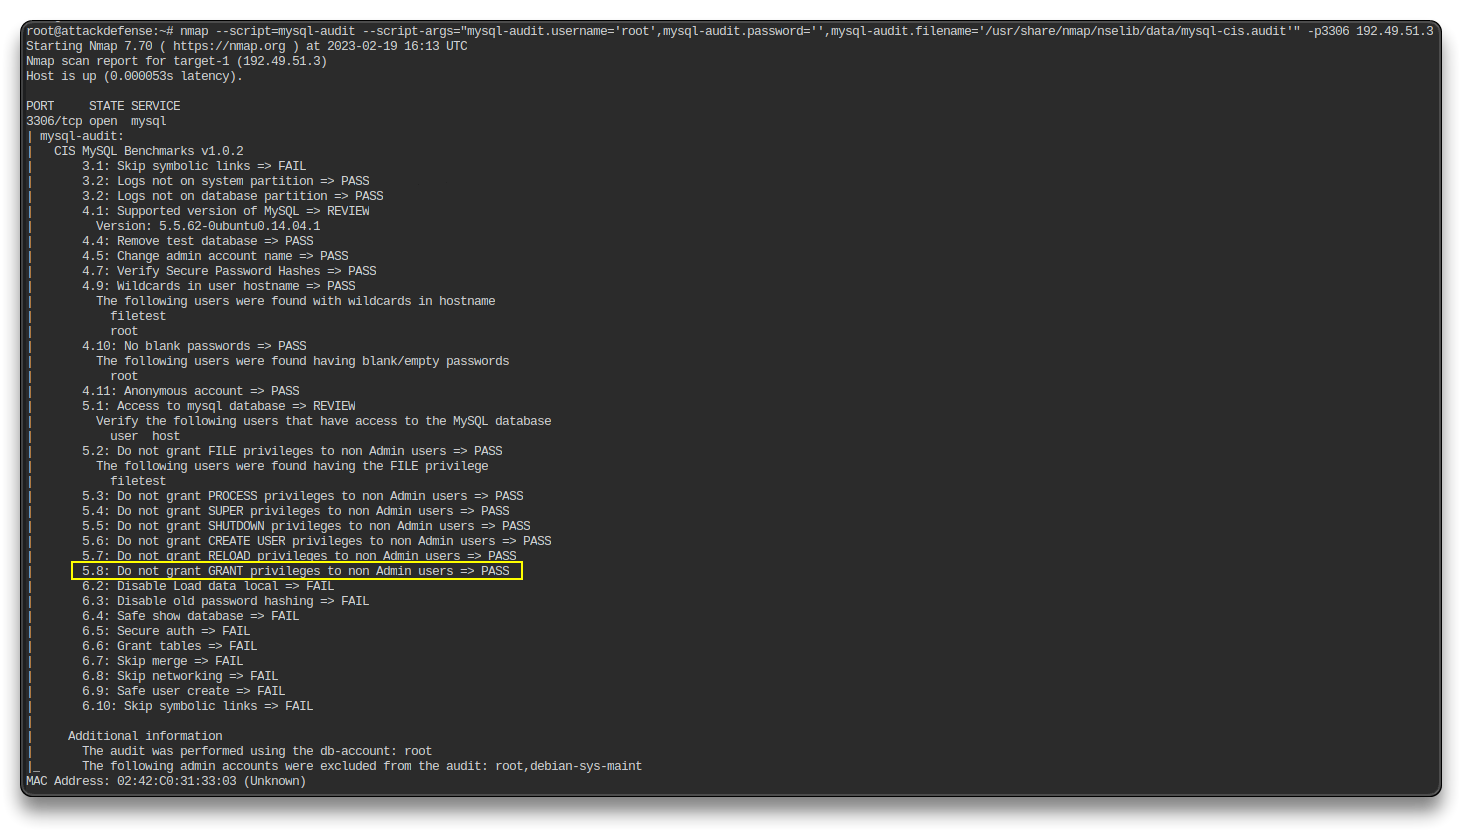 root@attackdefense:~# nmap --script=mysql-audit --script-args="mysql-audit.username='root',mysql-audit.password='',mysql-audit.filename='/usr/share/nmap/nselib/data/mysql-cis.audit'" -p3306 192.49.51.3
Starting Nmap 7.70 ( https://nmap.org ) at 2023-02-19 16:13 UTC
Nmap scan report for target-1 (192.49.51.3)
Host is up (0.000053s latency).

PORT     STATE SERVICE
3306/tcp open  mysql
| mysql-audit:
|   CIS MySQL Benchmarks v1.0.2
|       3.1: Skip symbolic links => FAIL
|       3.2: Logs not on system partition => PASS
|       3.2: Logs not on database partition => PASS
|       4.1: Supported version of MySQL => REVIEW
|         Version: 5.5.62-0ubuntu0.14.04.1
|       4.4: Remove test database => PASS
|       4.5: Change admin account name => PASS
|       4.7: Verify Secure Password Hashes => PASS
|       4.9: Wildcards in user hostname => PASS
|         The following users were found with wildcards in hostname
|           filetest
|           root
|       4.10: No blank passwords => PASS
|         The following users were found having blank/empty passwords
|           root
|       4.11: Anonymous account => PASS
|       5.1: Access to mysql database => REVIEW
|         Verify the following users that have access to the MySQL database
|           user  host
|       5.2: Do not grant FILE privileges to non Admin users => PASS
|         The following users were found having the FILE privilege
|           filetest
|       5.3: Do not grant PROCESS privileges to non Admin users => PASS
|       5.4: Do not grant SUPER privileges to non Admin users => PASS
|       5.5: Do not grant SHUTDOWN privileges to non Admin users => PASS
|       5.6: Do not grant CREATE USER privileges to non Admin users => PASS
|       5.7: Do not grant RELOAD privileges to non Admin users => PASS
|       5.8: Do not grant GRANT privileges to non Admin users => PASS
|       6.2: Disable Load data local => FAIL
|       6.3: Disable old password hashing => FAIL
|       6.4: Safe show database => FAIL
|       6.5: Secure auth => FAIL
|       6.6: Grant tables => FAIL
|       6.7: Skip merge => FAIL
|       6.8: Skip networking => FAIL
|       6.9: Safe user create => FAIL
|       6.10: Skip symbolic links => FAIL
|
|     Additional information
|       The audit was performed using the db-account: root
|_      The following admin accounts were excluded from the audit: root,debian-sys-maint
MAC Address: 02:42:C0:31:33:03 (Unknown)